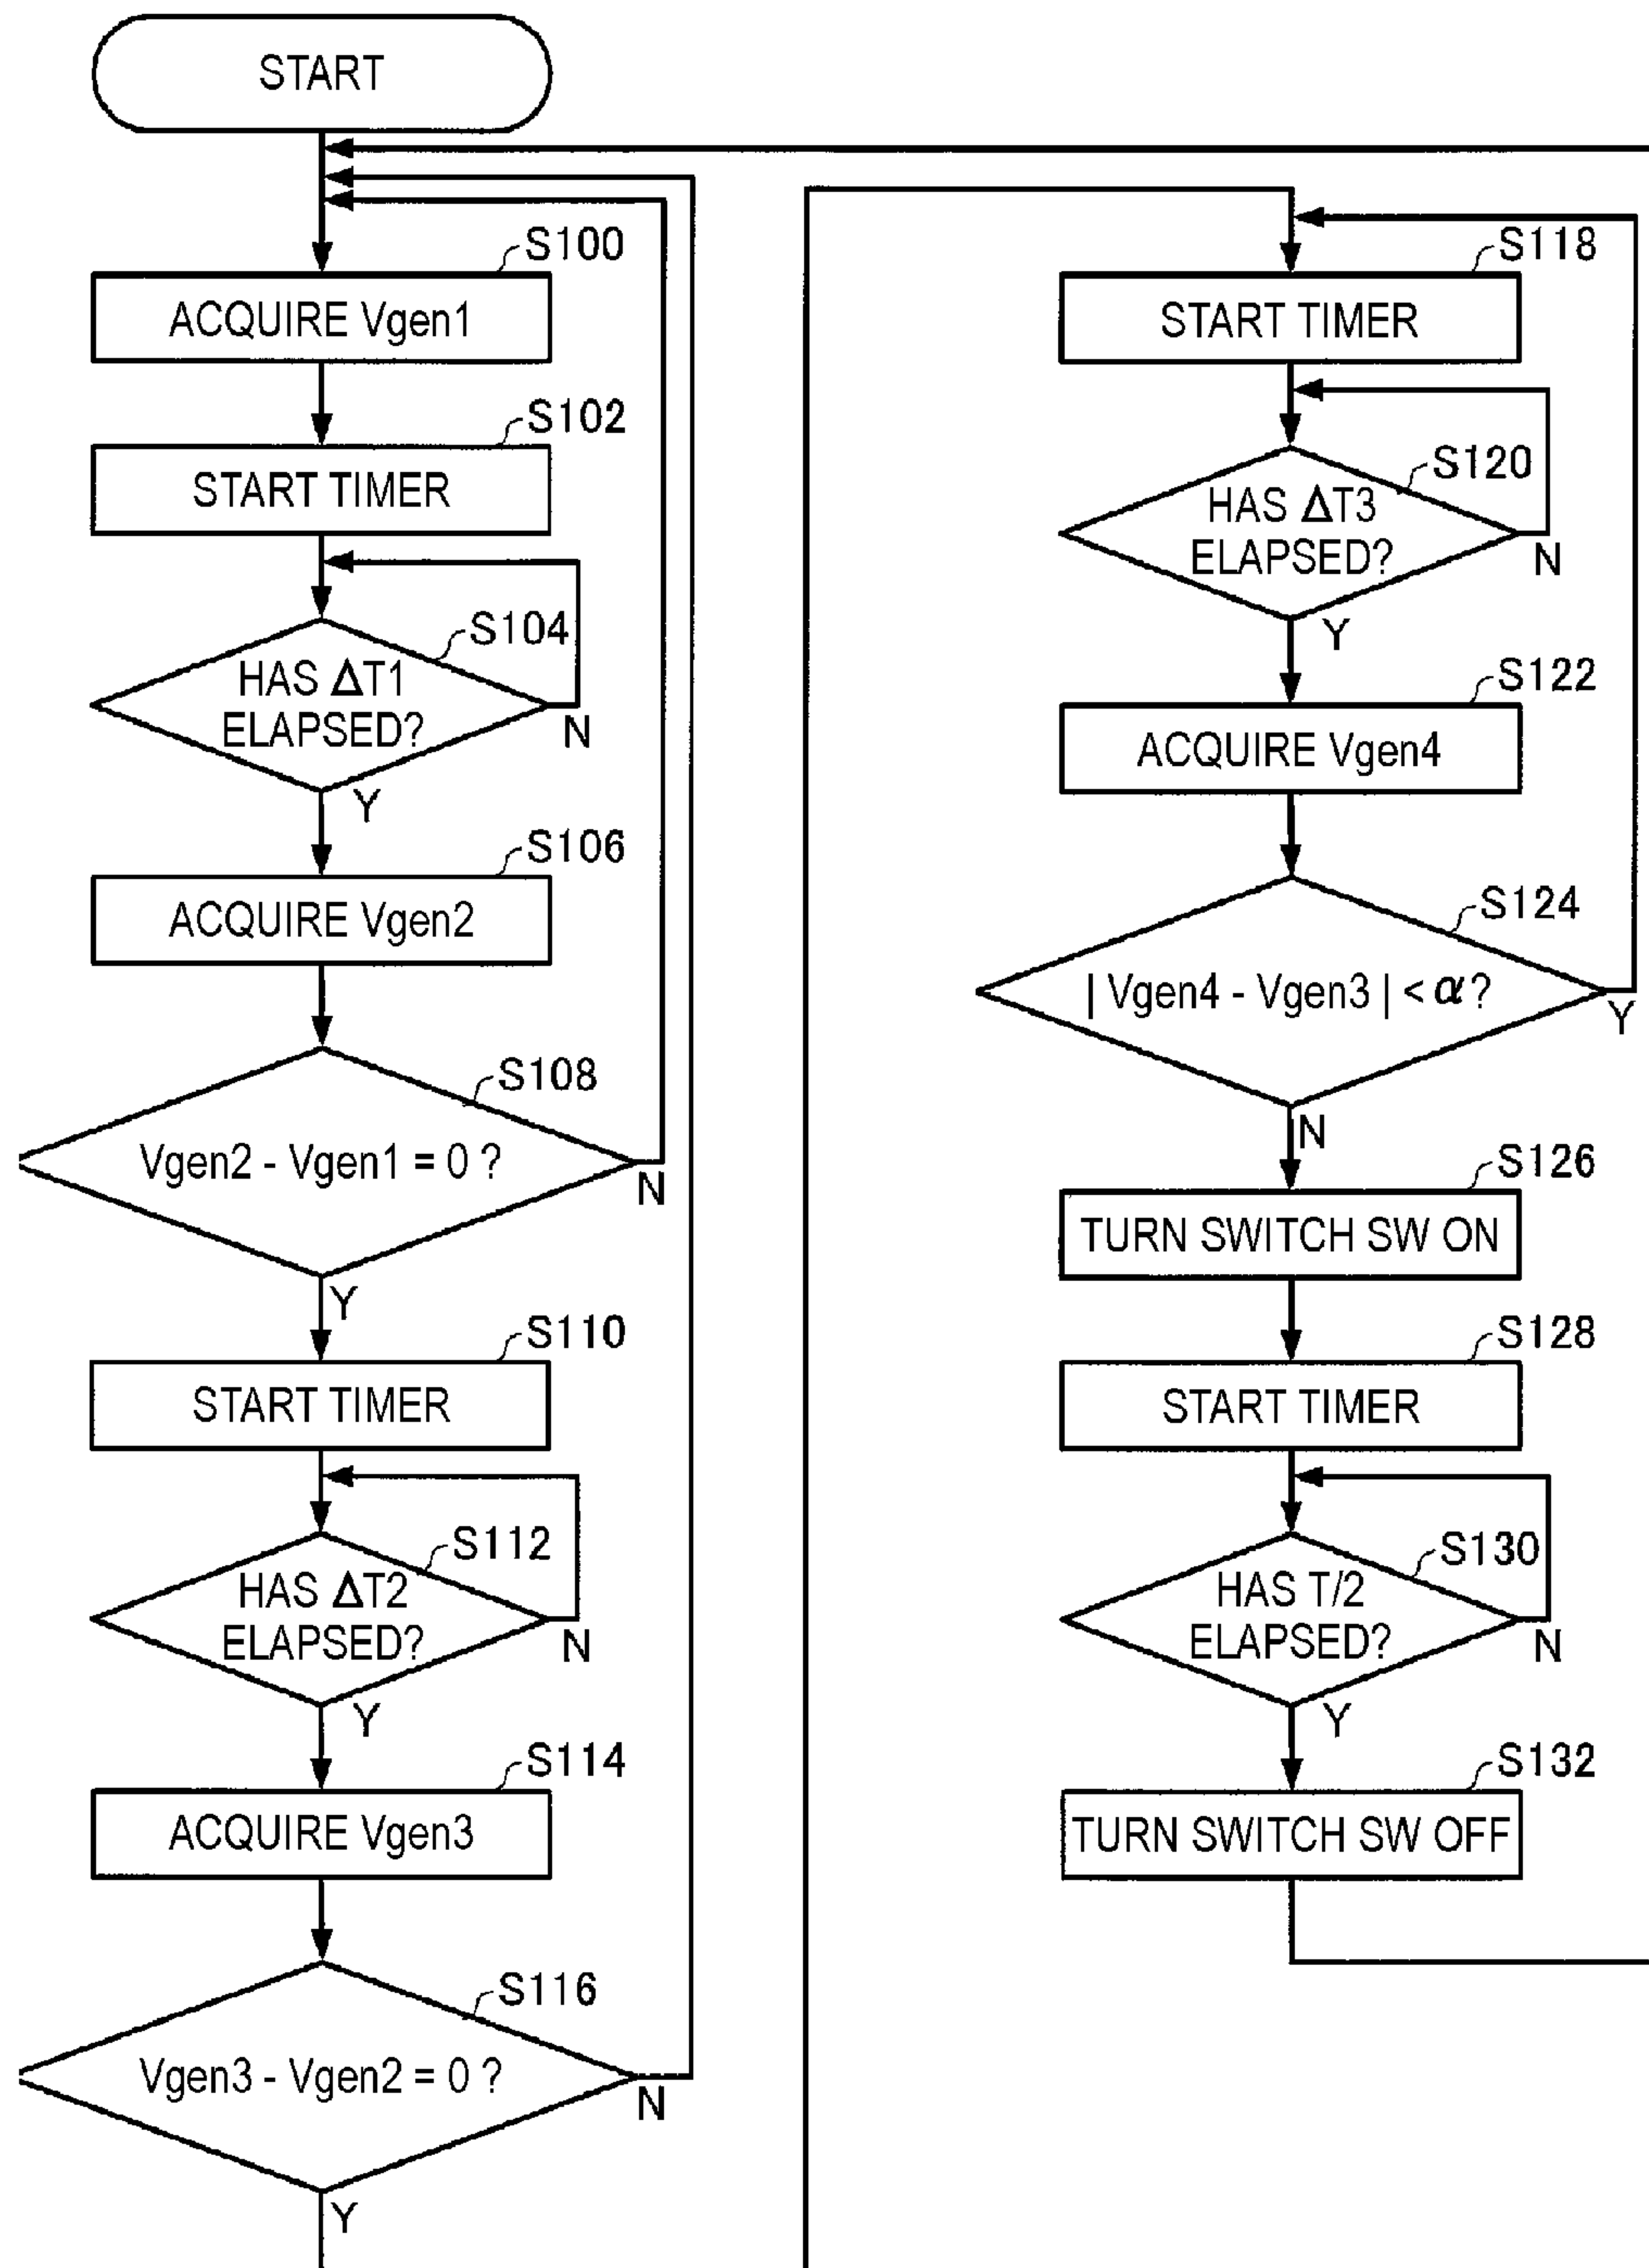 START
S100
ACQUIRE Vgen1
S102
START TIMER
S104
HAS ΔT1
ELAPSED?
N
Y
S106
ACQUIRE Vgen2
S108
Vgen2 - Vgen1 = 0 ?
N
Y
S110
START TIMER
S112
HAS ΔT2
ELAPSED?
N
Y
S114
ACQUIRE Vgen3
S116
Vgen3 - Vgen2 = 0 ?
N
Y
S118
START TIMER
S120
HAS ΔT3
ELAPSED?
N
Y
S122
ACQUIRE Vgen4
S124
| Vgen4 - Vgen3 | < α ?
Y
N
S126
TURN SWITCH SW ON
S128
START TIMER
S130
HAS T/2
ELAPSED?
N
Y
S132
TURN SWITCH SW OFF